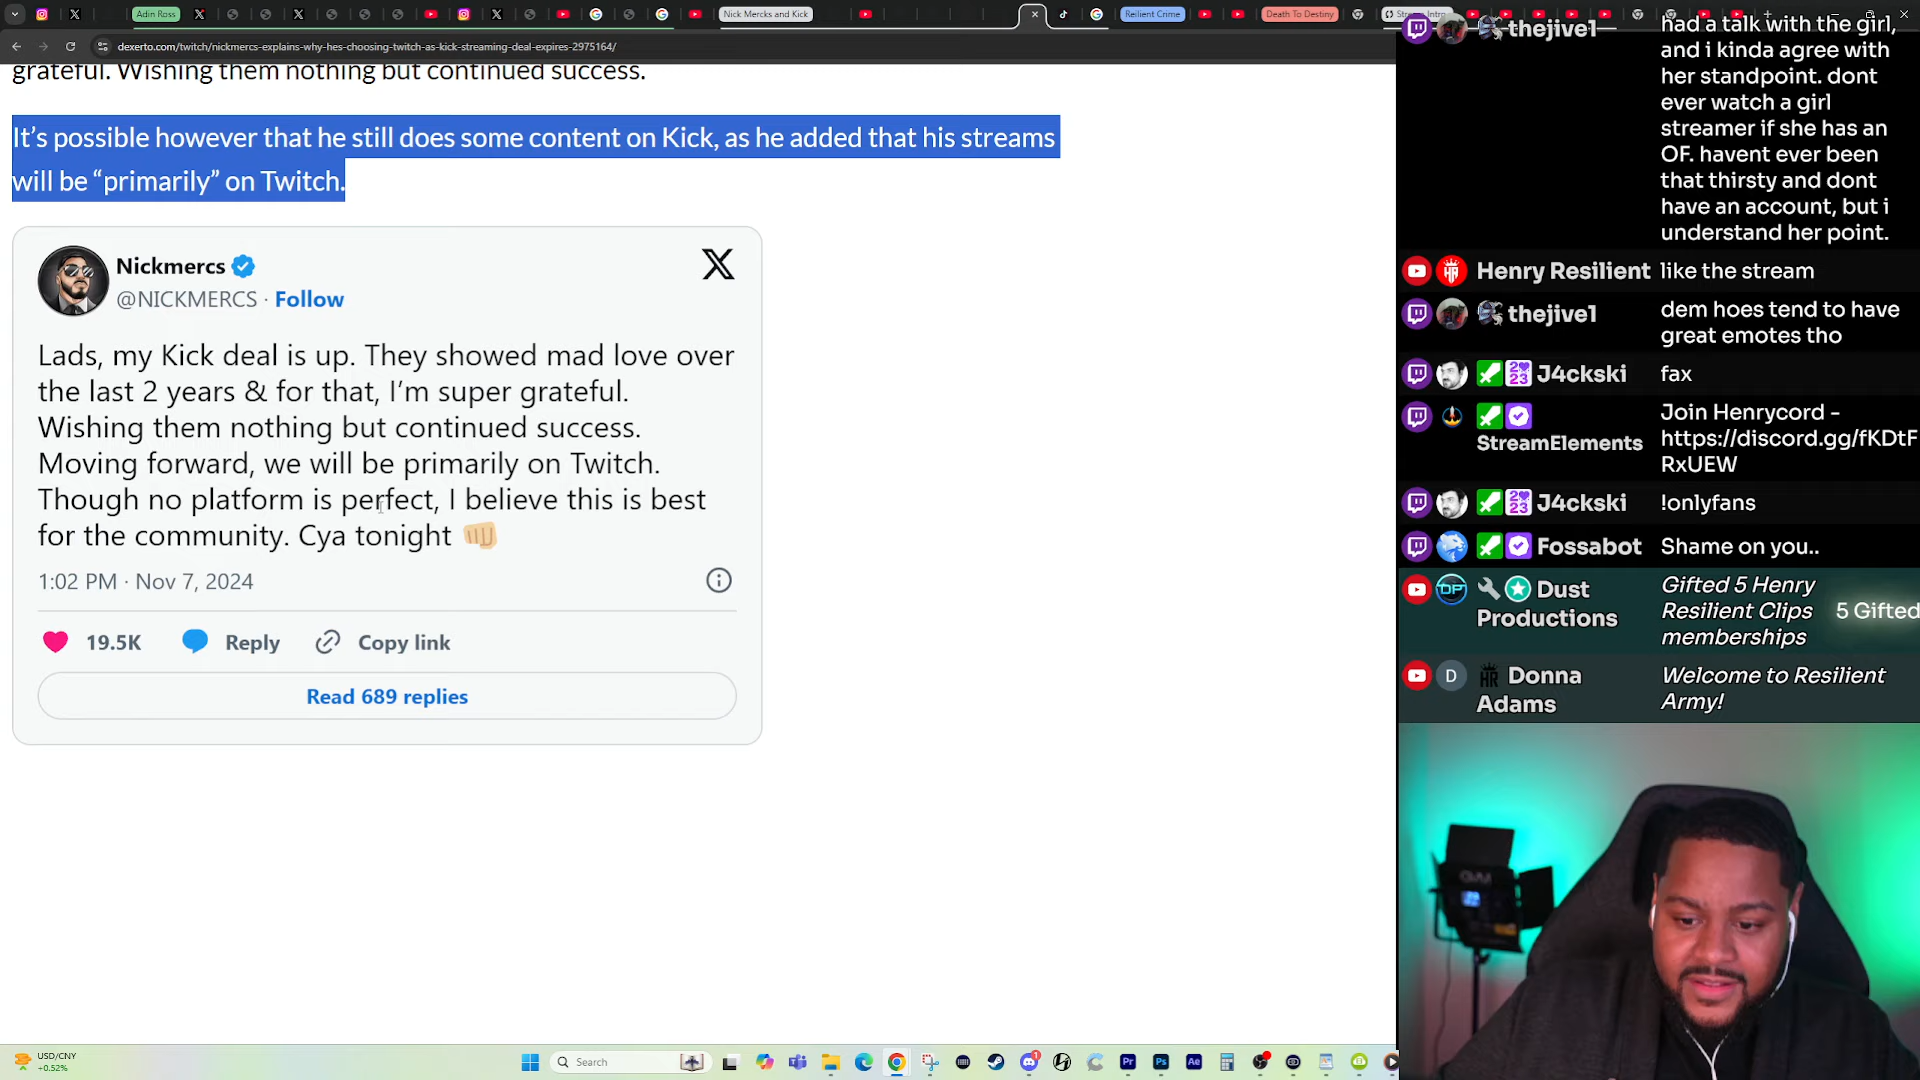 Adin Ross
Nick Mercks and Kick
Reilient Crime
Death To Destiny
dexerto.com/twitch/nickmercs-explains-why-hes-choosing-twitch-as-kick-streaming-deal-expires-2975164/
grateful. Wishing them nothing but continued success.
It’s possible however that he still does some content on Kick, as he added that his streams
will be “primarily” on Twitch.
Nickmercs
@NICKMERCS · Follow
Lads, my Kick deal is up. They showed mad love over
the last 2 years & for that, I’m super grateful.
Wishing them nothing but continued success.
Moving forward, we will be primarily on Twitch.
Though no platform is perfect, I believe this is best
for the community. Cya tonight 👊🏼
1:02 PM · Nov 7, 2024
19.5K Reply Copy link
Read 689 replies
thejive1 had a talk with the girl,
and i kinda agree with
her standpoint. dont
ever watch a girl
streamer if she has an
OF. havent ever been
that thirsty and dont
have an account, but i
understand her point.
Henry Resilient like the stream
thejive1 dem hoes tend to have
great emotes tho
J4ckski fax
StreamElements Join Henrycord -
https://discord.gg/fKDtF
RxUEW
J4ckski !onlyfans
Fossabot Shame on you..
Dust Gifted 5 Henry
Productions Resilient Clips 5 Gifted
memberships
D Donna Welcome to Resilient
Adams Army!
USD/CNY
+0.52%
Search